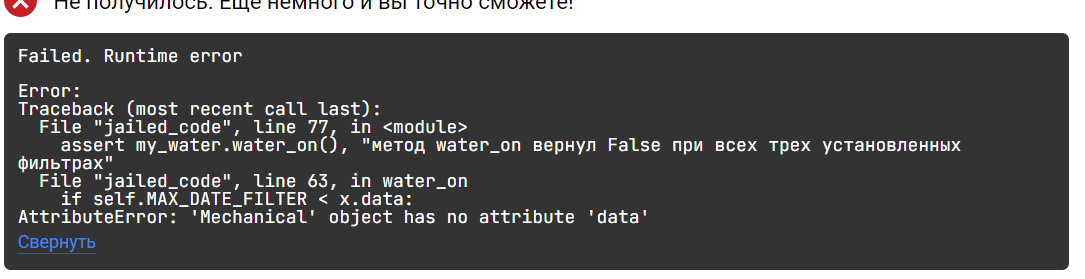 Не получилось. Еще немного и вы точно сможете!
Failed. Runtime error
Error:
Traceback (most recent call last):
File "jailed_code", line 77, in <module>
assert my_water.water_on(), "метод water_on вернул False при всех трех установленных
фильтрах"
File "jailed_code", line 63, in water_on
if self.MAX_DATE_FILTER < x.data:
AttributeError: 'Mechanical' object has no attribute 'data'
Свернуть